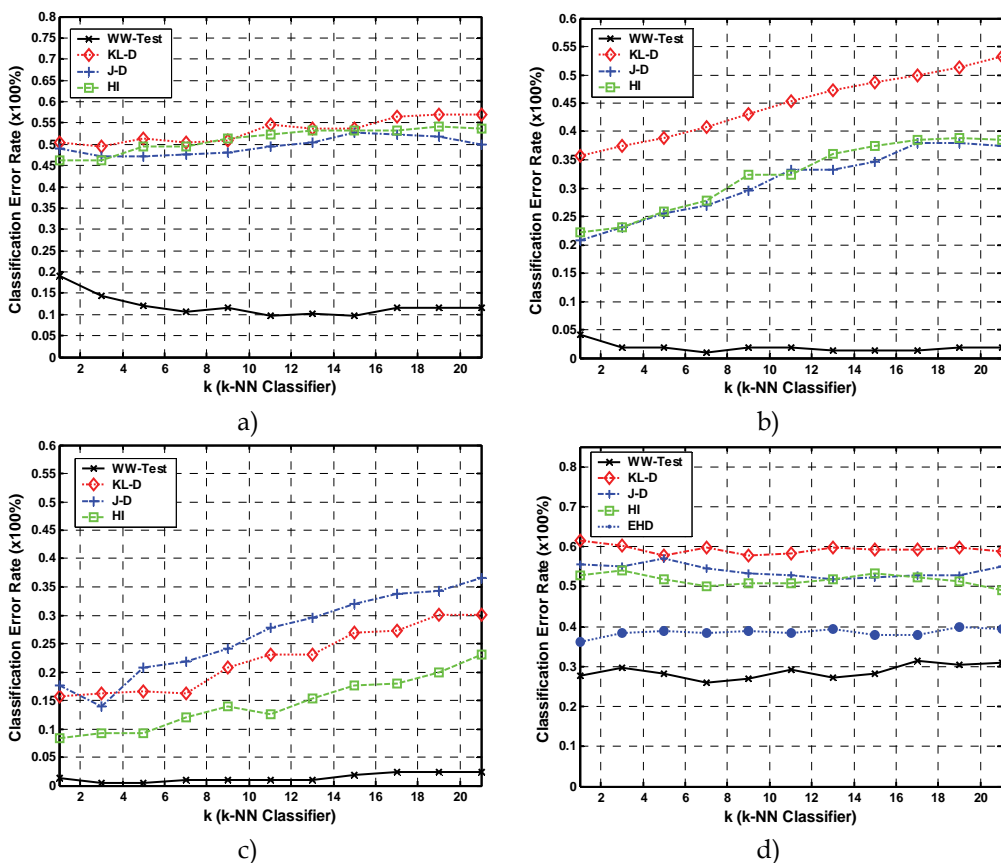 Classification Error Rate (x100%)
0.8
0.75
0.7
0.65
0.6
0.55
0.5
0.45
0.4
0.35
0.3
0.25
0.2
0.15
0.1
0.05
0
WW-Test
KL-D
J-D
HI
2 4 6 8 10 12 14 16 18 20
k (k-NN Classifier)
a)
Classification Error Rate (x100%)
0.6
0.55
0.5
0.45
0.4
0.35
0.3
0.25
0.2
0.15
0.1
0.05
0
WW-Test
KL-D
J-D
HI
2 4 6 8 10 12 14 16 18 20
k (k-NN Classifier)
b)
Classification Error Rate (x100%)
0.6
0.55
0.5
0.45
0.4
0.35
0.3
0.25
0.2
0.15
0.1
0.05
0
WW-Test
KL-D
J-D
HI
2 4 6 8 10 12 14 16 18 20
k (k-NN Classifier)
c)
Classification Error Rate (x100%)
0.8
0.7
0.6
0.5
0.4
0.3
0.2
0.1
0
WW-Test
KL-D
J-D
HI
EHD
2 4 6 8 10 12 14 16 18 20
k (k-NN Classifier)
d)